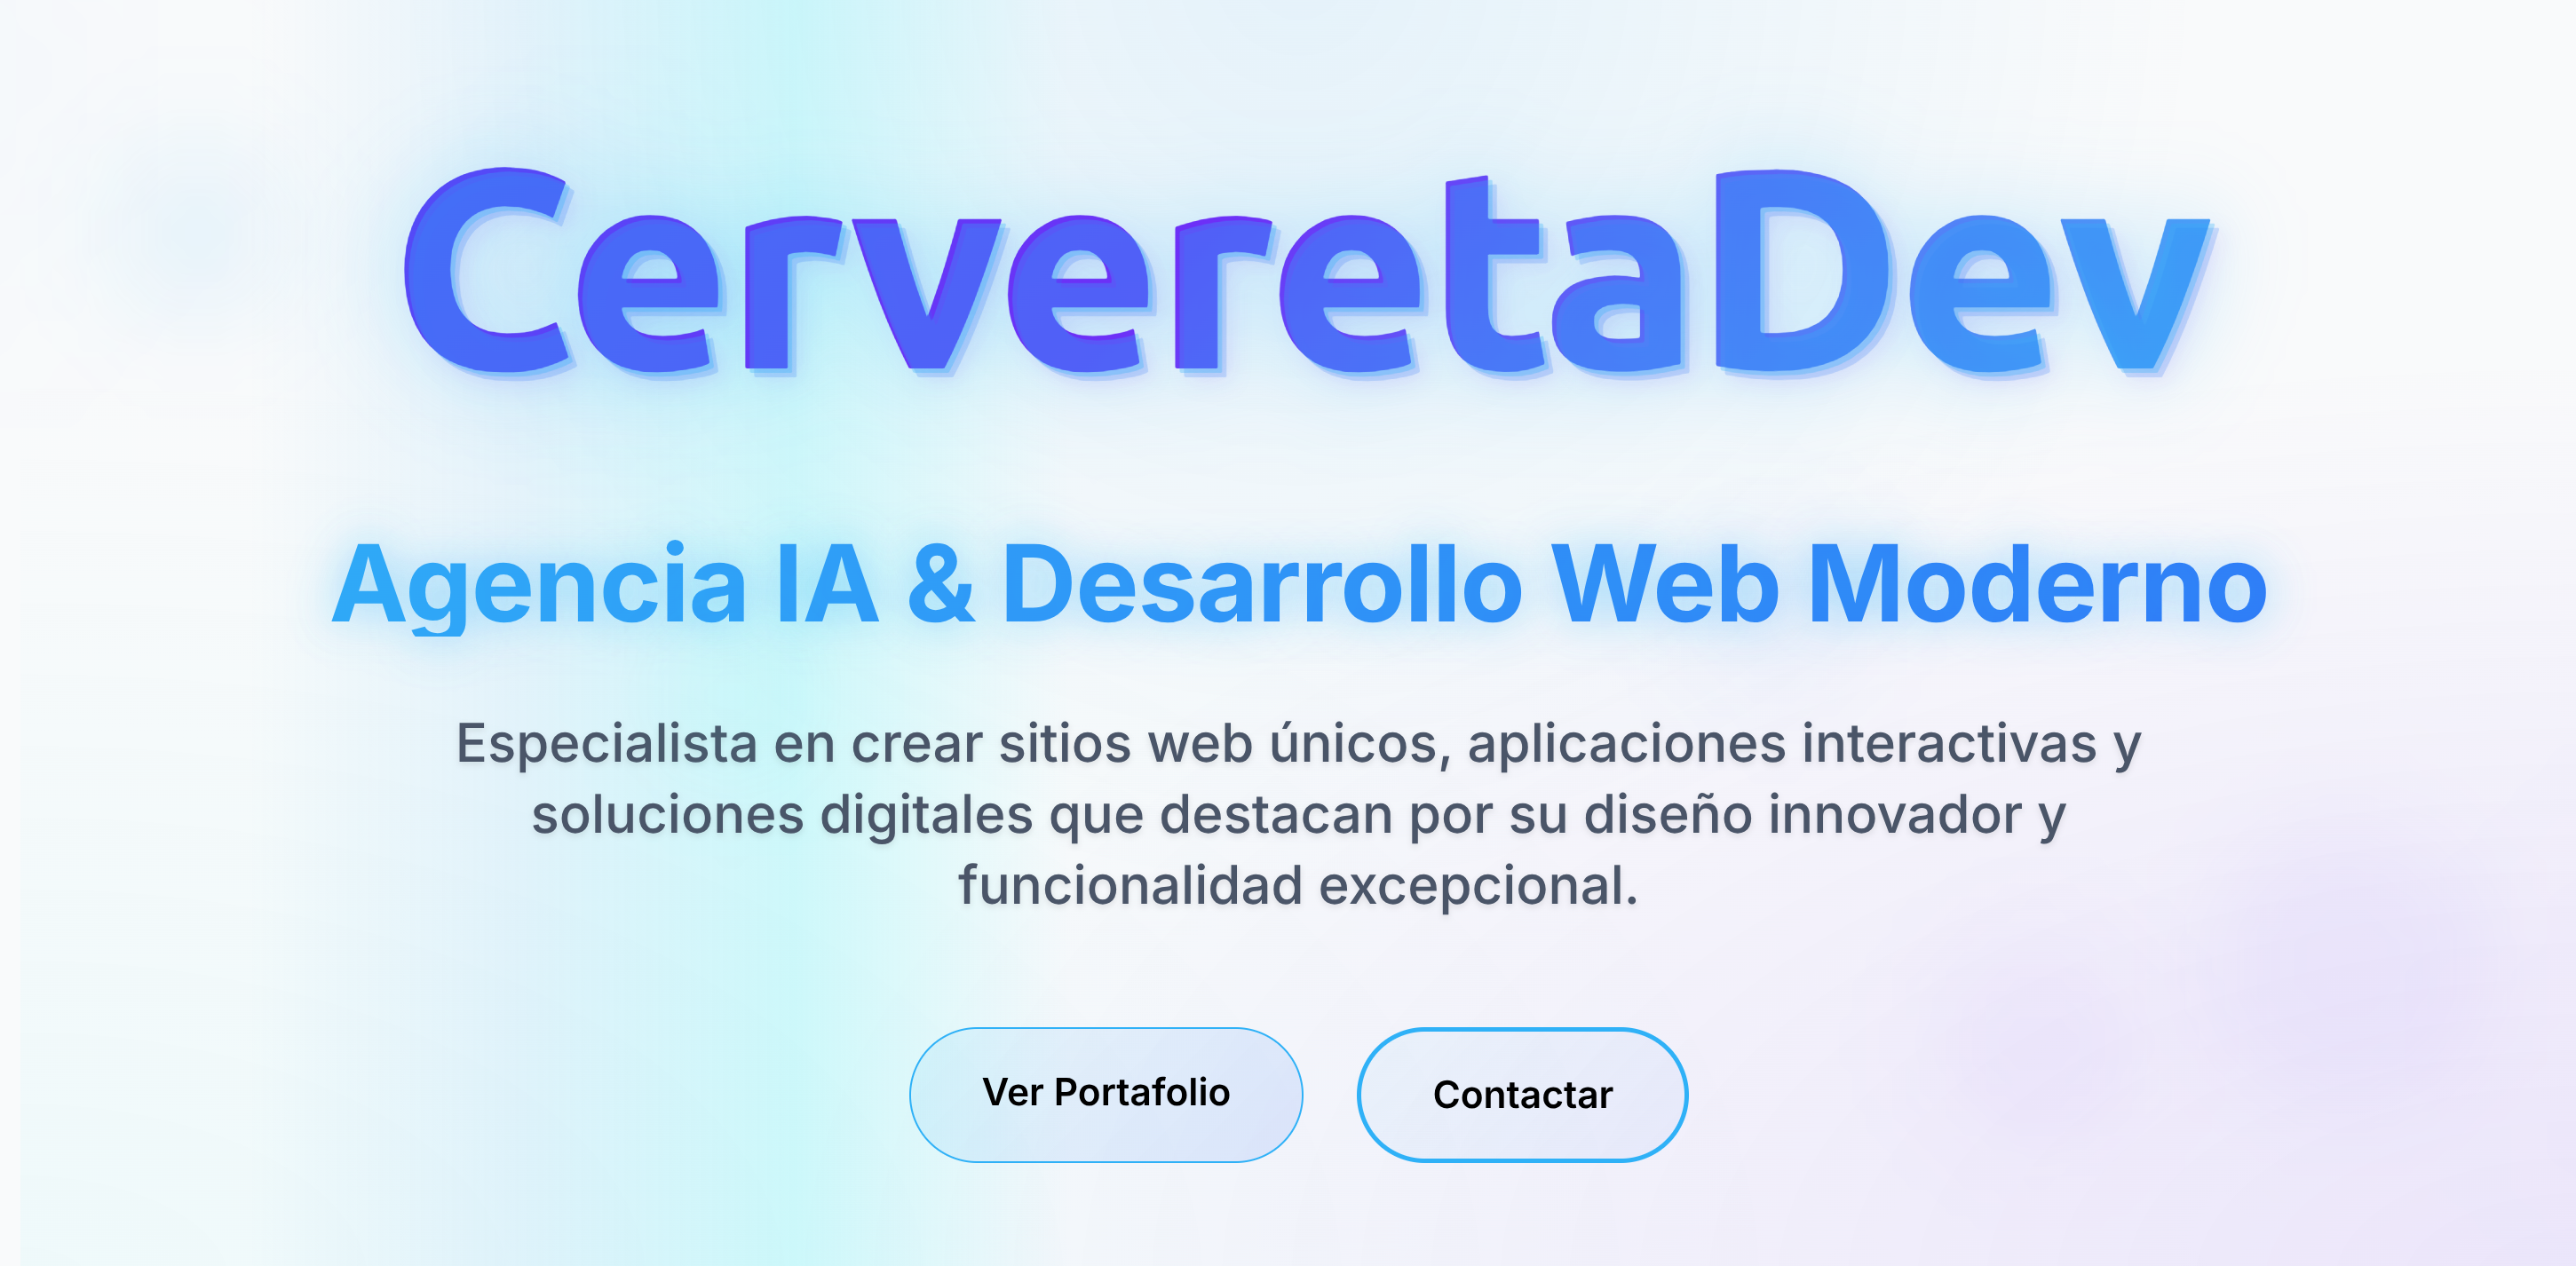 CerveretaDev
Agencia IA & Desarrollo Web Moderno
Especialista en crear sitios web únicos, aplicaciones interactivas y
soluciones digitales que destacan por su diseño innovador y
funcionalidad excepcional.
Ver Portafolio
Contactar